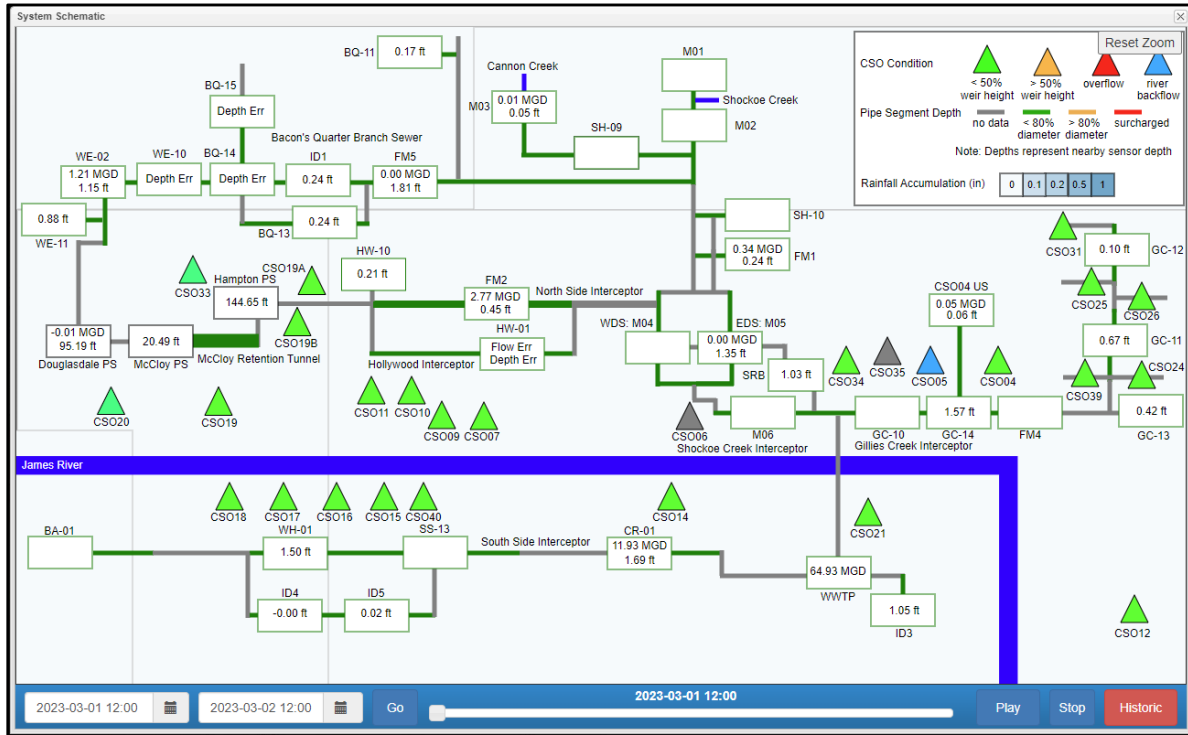 System Schematic
Reset Zoom
CSO Condition
< 50%
weir height
> 50%
weir height
overflow
river
backflow
Pipe Segment Depth
no data
< 80%
diameter
> 80%
diameter
surcharged
Note: Depths represent nearby sensor depth
Rainfall Accumulation (in)
0
0.1
0.2
0.5
1
BQ-11
0.17 ft
M01
Cannon Creek
M03
0.01 MGD
0.05 ft
Shockoe Creek
M02
SH-09
BQ-15
Depth Err
Bacon's Quarter Branch Sewer
WE-02
1.21 MGD
1.15 ft
WE-10
Depth Err
BQ-14
Depth Err
ID1
0.24 ft
FM5
0.00 MGD
1.81 ft
0.88 ft
WE-11
0.24 ft
BQ-13
SH-10
0.34 MGD
0.24 ft
FM1
CSO33
Hampton PS
144.65 ft
CSO19A
CSO19B
HW-10
0.21 ft
FM2
2.77 MGD
0.45 ft
North Side Interceptor
HW-01
Flow Err
Depth Err
Hollywood Interceptor
-0.01 MGD
95.19 ft
Douglasdale PS
20.49 ft
McCloy PS
McCloy Retention Tunnel
WDS: M04
EDS: M05
0.00 MGD
1.35 ft
SRB
1.03 ft
CSO31
0.10 ft
GC-12
CSO25
CSO26
CSO04 US
0.05 MGD
0.06 ft
0.67 ft
GC-11
CSO24
CSO39
0.42 ft
GC-13
CSO34
CSO35
CSO05
CSO04
CSO20
CSO19
CSO11
CSO10
CSO09
CSO07
CSO06
M06
Shockoe Creek Interceptor
GC-10
1.57 ft
GC-14
FM4
Gillies Creek Interceptor
James River
CSO18
CSO17
CSO16
CSO15
CSO40
CSO14
CSO21
BA-01
WH-01
1.50 ft
SS-13
South Side Interceptor
CR-01
11.93 MGD
1.69 ft
64.93 MGD
WWTP
ID4
-0.00 ft
ID5
0.02 ft
1.05 ft
ID3
CSO12
2023-03-01 12:00
2023-03-02 12:00
Go
2023-03-01 12:00
Play
Stop
Historic